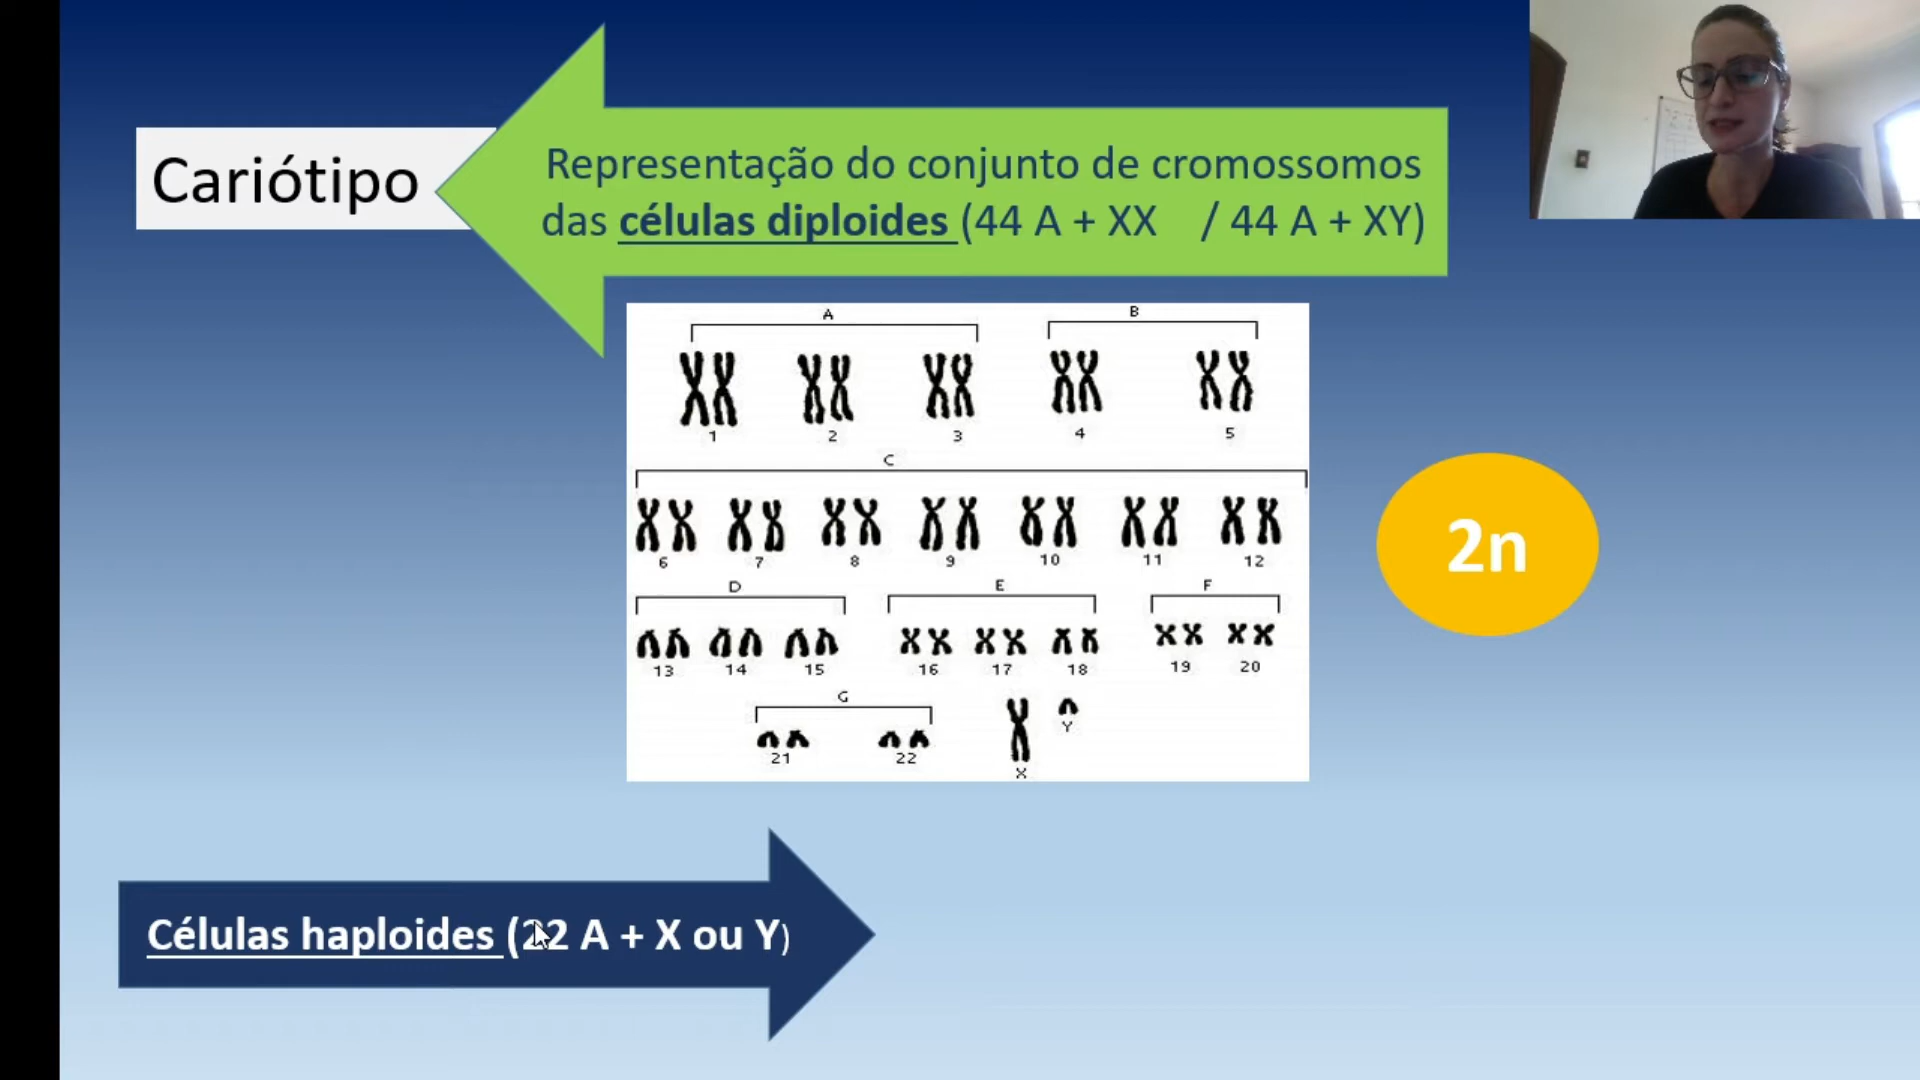 Cariótipo
Representação do conjunto de cromossomos
das células diploides (44 A + XX / 44 A + XY)
A B
1 2 3 4 5
C
6 7 8 9 10 11 12
D E F
13 14 15 16 17 18 19 20
G
21 22 X Y
2n
Células haploides (22 A + X ou Y)